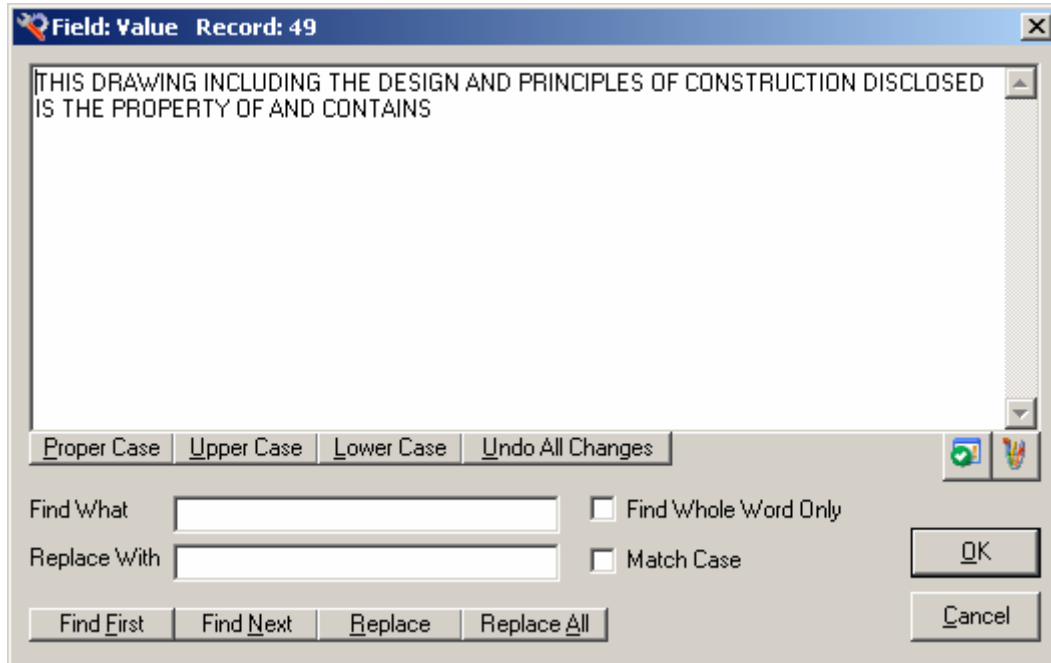 Field: Value Record: 49
THIS DRAWING INCLUDING THE DESIGN AND PRINCIPLES OF CONSTRUCTION DISCLOSED
IS THE PROPERTY OF AND CONTAINS
Proper Case Upper Case Lower Case Undo All Changes
Find What Find Whole Word Only
Replace With Match Case
OK
Find First Find Next Replace Replace All
Cancel